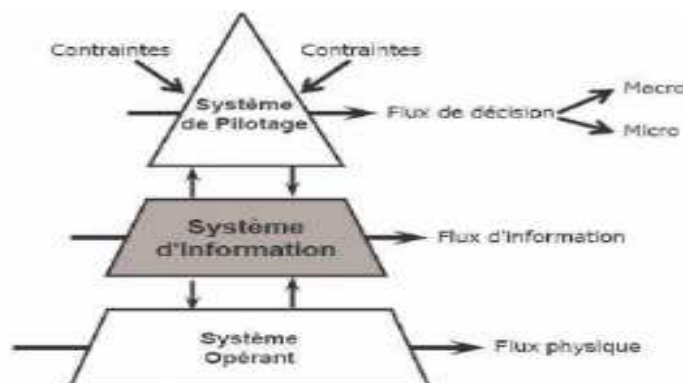 Contraintes Contraintes
Macro
Système
de Pilotage
Flux de décision
Micro
Système
d'Information
Flux d'information
Système
Opérant
Flux physique